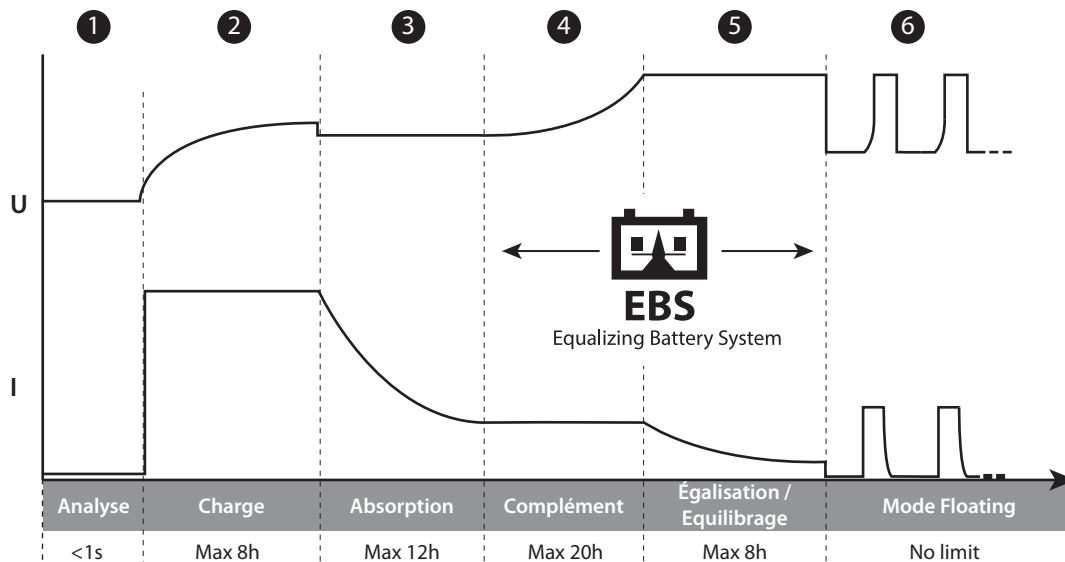 1 2 3 4 5 6
U
EBS
Equalizing Battery System
I
Analyse Charge Absorption Complément Égalisation / Equilibrage Mode Floating
<1s Max 8h Max 12h Max 20h Max 8h No limit